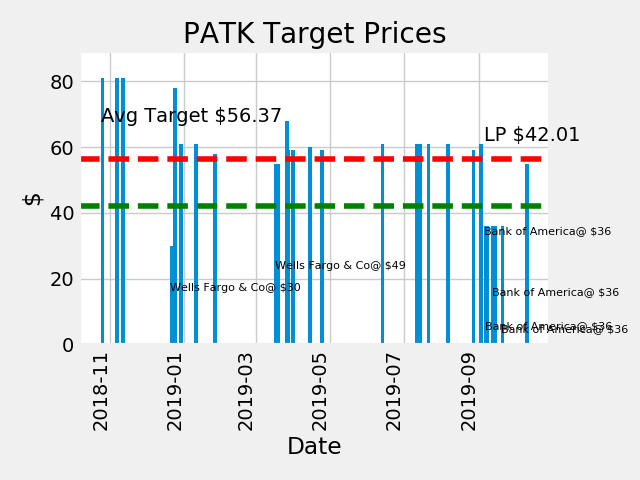 PATK Target Prices
80
Avg Target $56.37
LP $42.01
60
$
40
Bank of America@ $36
Wells Fargo & Co@ $49
20
Wells Fargo & Co@ $30
Bank of America@ $36
Bank of America@ $36
Bank of America@ $36
0
2018-11
2019-01
2019-03
2019-05
2019-07
2019-09
Date